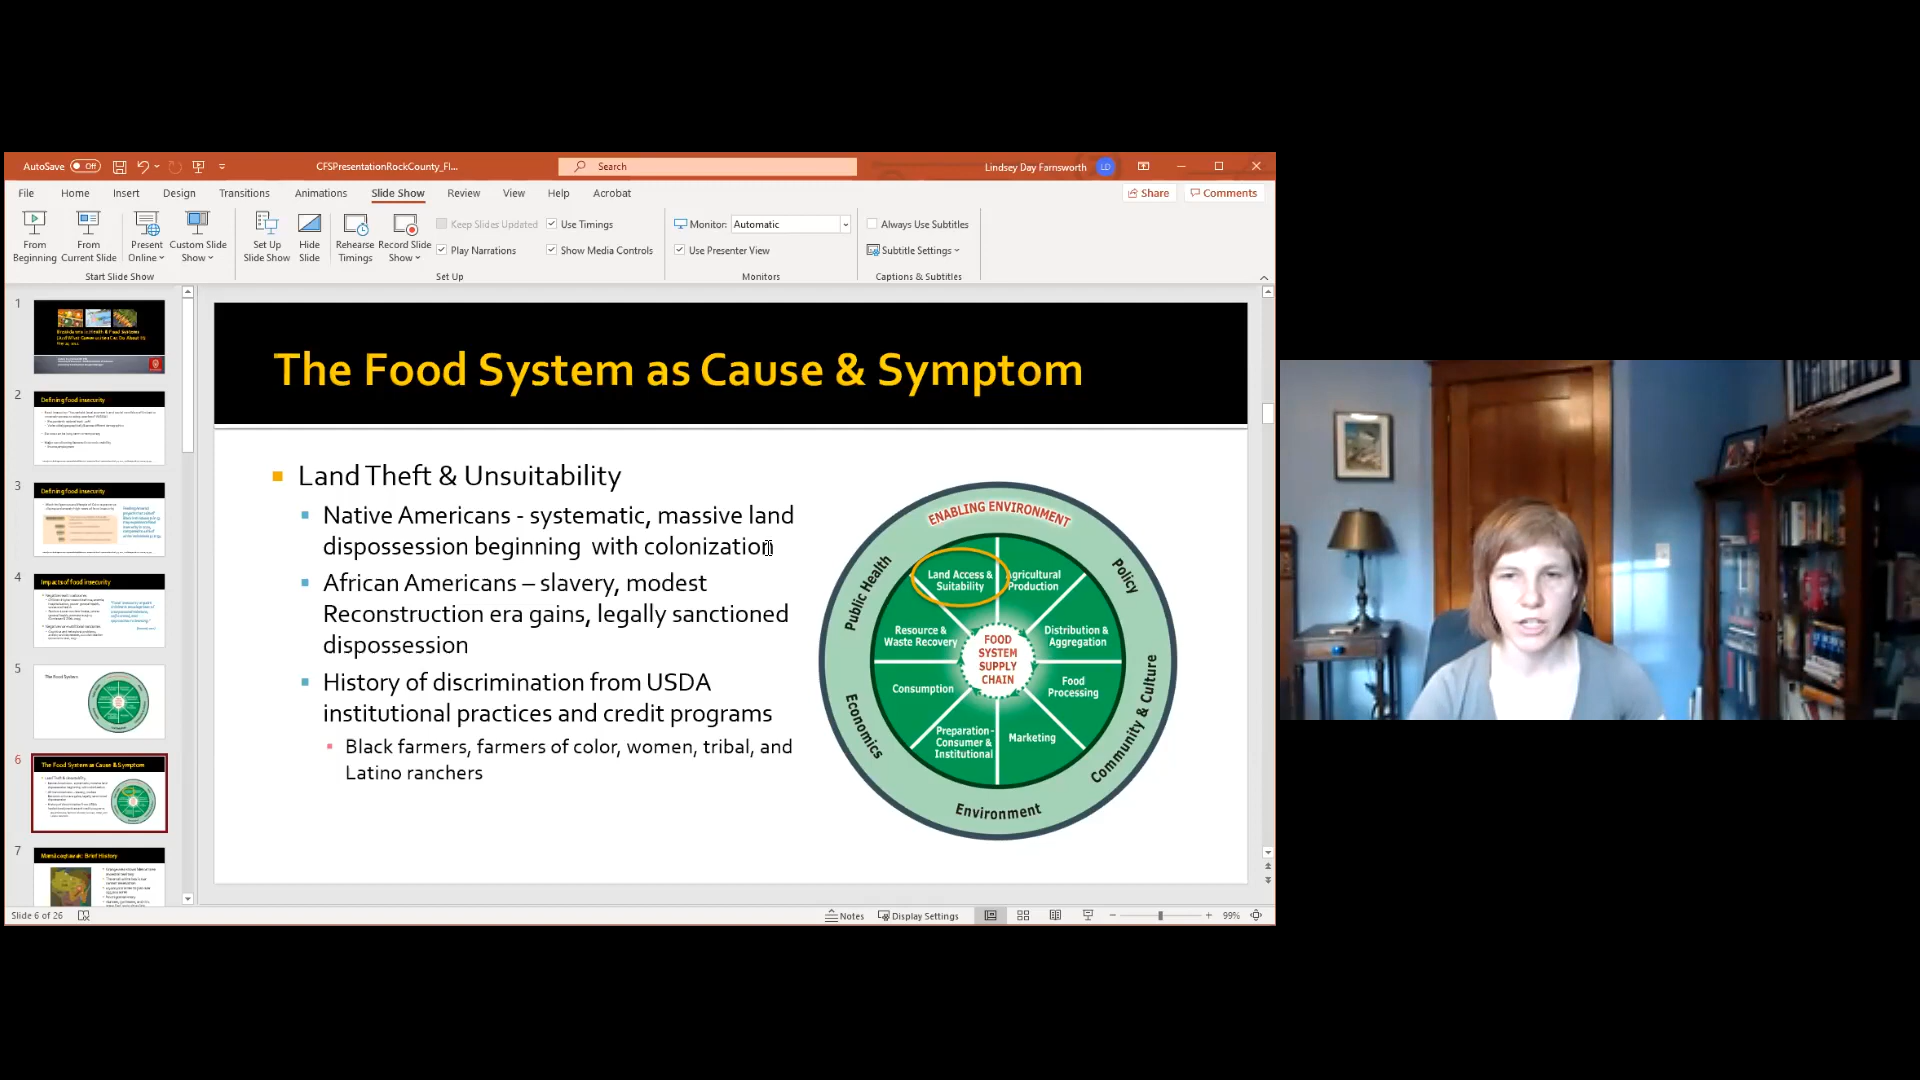 AutoSave Off
CFSPresentationRockCounty_Fl...
Search
Lindsey Day Farnsworth
LD
File Home Insert Design Transitions Animations Slide Show Review View Help Acrobat
Share Comments
From Beginning
From Current Slide
Present Online
Custom Slide Show
Start Slide Show
Set Up Slide Show
Hide Slide
Rehearse Timings
Record Slide Show
Keep Slides Updated
Play Narrations
Use Timings
Show Media Controls
Set Up
Monitor: Automatic
Use Presenter View
Monitors
Always Use Subtitles
Subtitle Settings
Captions & Subtitles
1
2
Defining food insecurity
3
Defining food insecurity
4
Impacts of food insecurity
5
The Food System
6
The Food System as Cause & Symptom
7
The Food System as Cause & Symptom
Land Theft & Unsuitability
Native Americans - systematic, massive land
dispossession beginning with colonization
African Americans – slavery, modest
Reconstruction era gains, legally sanctioned
dispossession
History of discrimination from USDA
institutional practices and credit programs
Black farmers, farmers of color, women, tribal, and
Latino ranchers
ENABLING ENVIRONMENT
Public Health
Policy
Community & Culture
Environment
Economics
Land Access &
Suitability
Agricultural
Production
Resource &
Waste Recovery
Distribution &
Aggregation
FOOD
SYSTEM
SUPPLY
CHAIN
Consumption
Food
Processing
Preparation-
Consumer &
Institutional
Marketing
Slide 6 of 26
Notes
Display Settings
99%